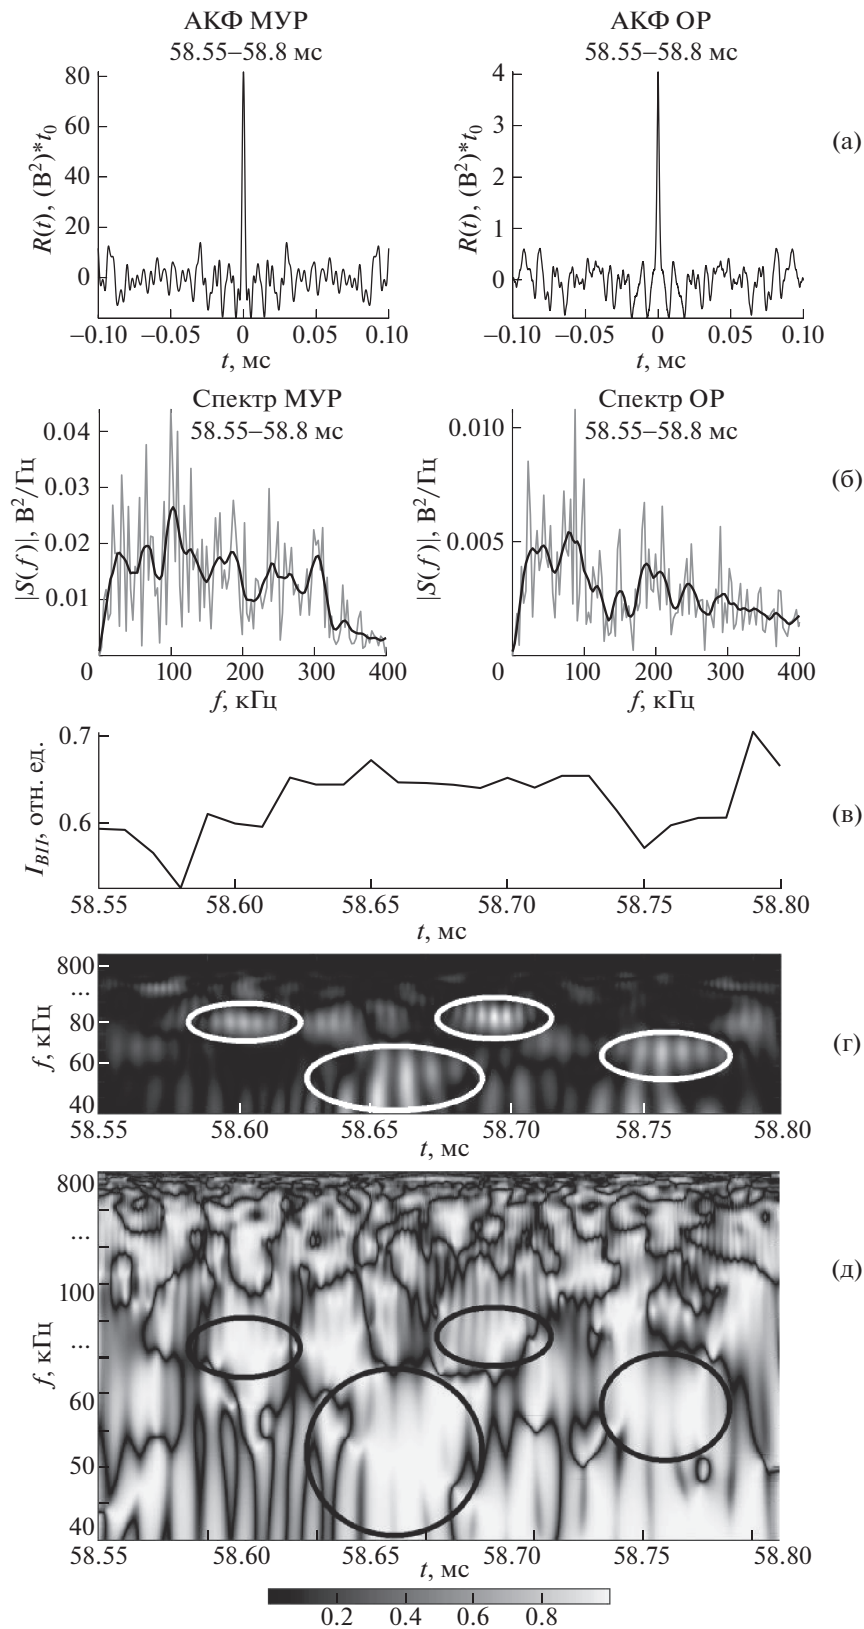 АКФ МУР
58.55–58.8 мс
80
60
40
20
0
R(t), (В²)*t₀
–0.10 –0.05 0 0.05 0.10
t, мс
АКФ ОР
58.55–58.8 мс
4
3
2
1
0
R(t), (В²)*t₀
–0.10 –0.05 0 0.05 0.10
t, мс
(а)
Спектр МУР
58.55–58.8 мс
0.04
0.03
0.02
0.01
|S(f)|, В²/Гц
0 100 200 300 400
f, кГц
Спектр ОР
58.55–58.8 мс
0.010
0.005
|S(f)|, В²/Гц
0 100 200 300 400
f, кГц
(б)
0.7
0.6
I_BII, отн. ед.
58.55 58.60 58.65 58.70 58.75 58.80
t, мс
(в)
800
...
80
60
40
f, кГц
58.55 58.60 58.65 58.70 58.75 58.80
t, мс
(г)
800
...
100
...
60
50
40
f, кГц
58.55 58.60 58.65 58.70 58.75 58.80
t, мс
(д)
0.2 0.4 0.6 0.8